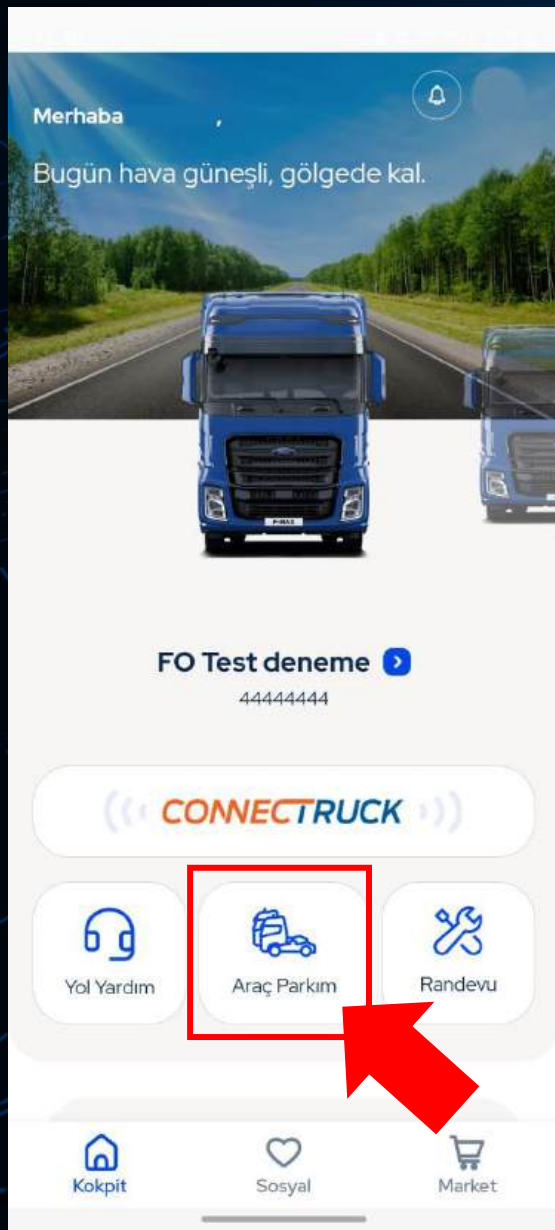 Merhaba ,
Bugün hava güneşli, gölgede kal.
F-MAX
FO Test deneme
44444444
CONNECTRUCK
Yol Yardım
Araç Parkım
Randevu
Kokpit
Sosyal
Market